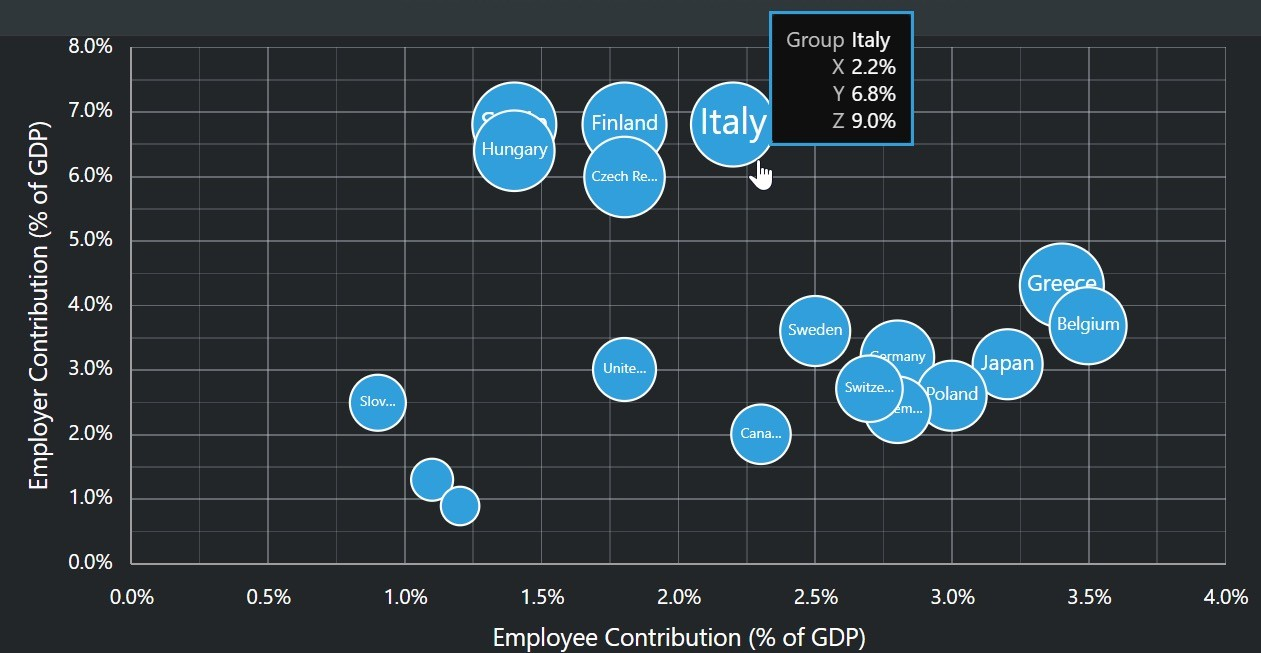 Group Italy
X 2.2%
Y 6.8%
Z 9.0%
8.0%
7.0%
6.0%
5.0%
4.0%
3.0%
2.0%
1.0%
0.0%
Employer Contribution (% of GDP)
Finland
Italy
Hungary
Czech Re...
Greece
Belgium
Sweden
Germany
Japan
Unite...
Switze...
Poland
Slov...
em...
Cana...
0.0%
0.5%
1.0%
1.5%
2.0%
2.5%
3.0%
3.5%
4.0%
Employee Contribution (% of GDP)